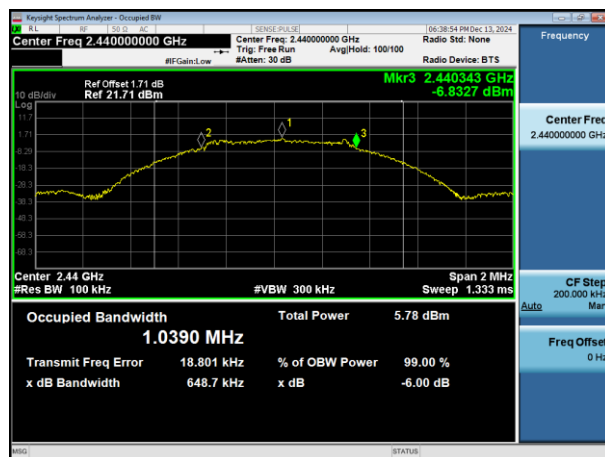 Keysight Spectrum Analyzer - Occupied BW
RL RF 50 Ω AC SENSE:PULSE 06:38:54 PM Dec 13, 2024
Center Freq 2.440000000 GHz
Center Freq: 2.440000000 GHz
Radio Std: None
Trig: Free Run Avg|Hold: 100/100
#IFGain:Low
#Atten: 30 dB
Radio Device: BTS
Frequency
Ref Offset 1.71 dB
Mkr3 2.440343 GHz
10 dB/div
Ref 21.71 dBm
-6.8327 dBm
Log
11.7
1.71
-8.29
-18.3
-28.3
-38.3
-48.3
-58.3
-68.3
2
1
3
Center 2.44 GHz
Span 2 MHz
#Res BW 100 kHz
#VBW 300 kHz
Sweep 1.333 ms
Occupied Bandwidth
Total Power 5.78 dBm
1.0390 MHz
Transmit Freq Error 18.801 kHz
% of OBW Power 99.00 %
x dB Bandwidth 648.7 kHz
x dB -6.00 dB
Center Freq
2.440000000 GHz
CF Step
200.000 kHz
Auto Man
Freq Offset
0 Hz
MSG
STATUS